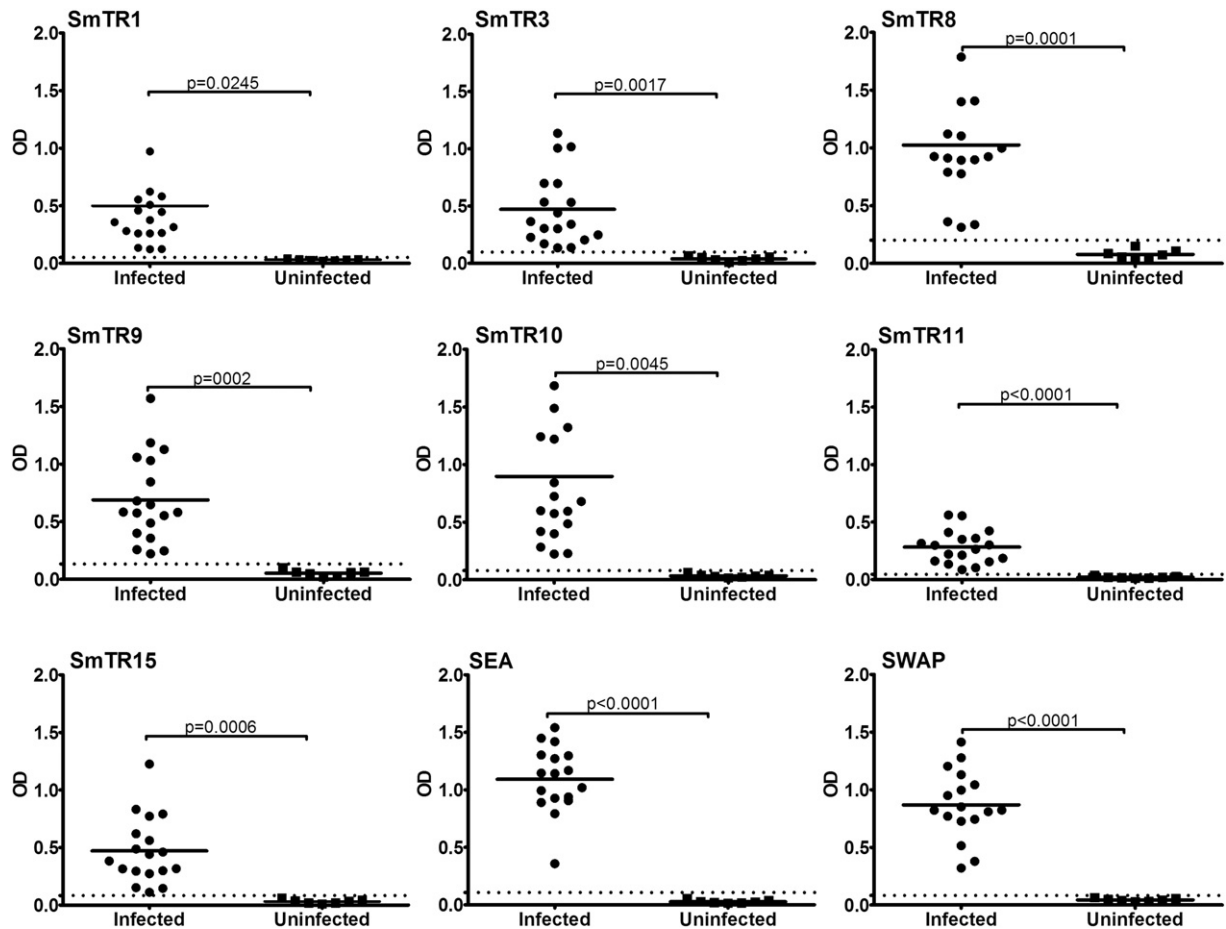 SmTR1
2.0
1.5
1.0
0.5
0.0
OD
p=0.0245
Infected
Uninfected
SmTR3
2.0
1.5
1.0
0.5
0.0
OD
p=0.0017
Infected
Uninfected
SmTR8
2.0
1.5
1.0
0.5
0.0
OD
p=0.0001
Infected
Uninfected
SmTR9
2.0
1.5
1.0
0.5
0.0
OD
p=0002
Infected
Uninfected
SmTR10
2.0
1.5
1.0
0.5
0.0
OD
p=0.0045
Infected
Uninfected
SmTR11
2.0
1.5
1.0
0.5
0.0
OD
p<0.0001
Infected
Uninfected
SmTR15
2.0
1.5
1.0
0.5
0.0
OD
p=0.0006
Infected
Uninfected
SEA
2.0
1.5
1.0
0.5
0.0
OD
p<0.0001
Infected
Uninfected
SWAP
2.0
1.5
1.0
0.5
0.0
OD
p<0.0001
Infected
Uninfected